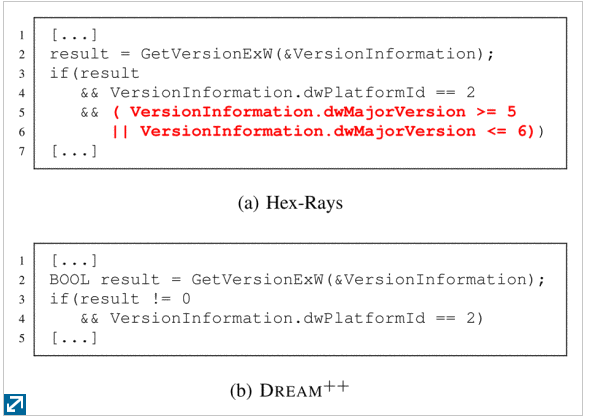 1 [...]
2 result = GetVersionExW(&VersionInformation);
3 if(result
4 && VersionInformation.dwPlatformId == 2
5 && ( VersionInformation.dwMajorVersion >= 5
6 || VersionInformation.dwMajorVersion <= 6))
7 [...]
(a) Hex-Rays
1 [...]
2 BOOL result = GetVersionExW(&VersionInformation);
3 if(result != 0
4 && VersionInformation.dwPlatformId == 2)
5 [...]
(b) DREAM++